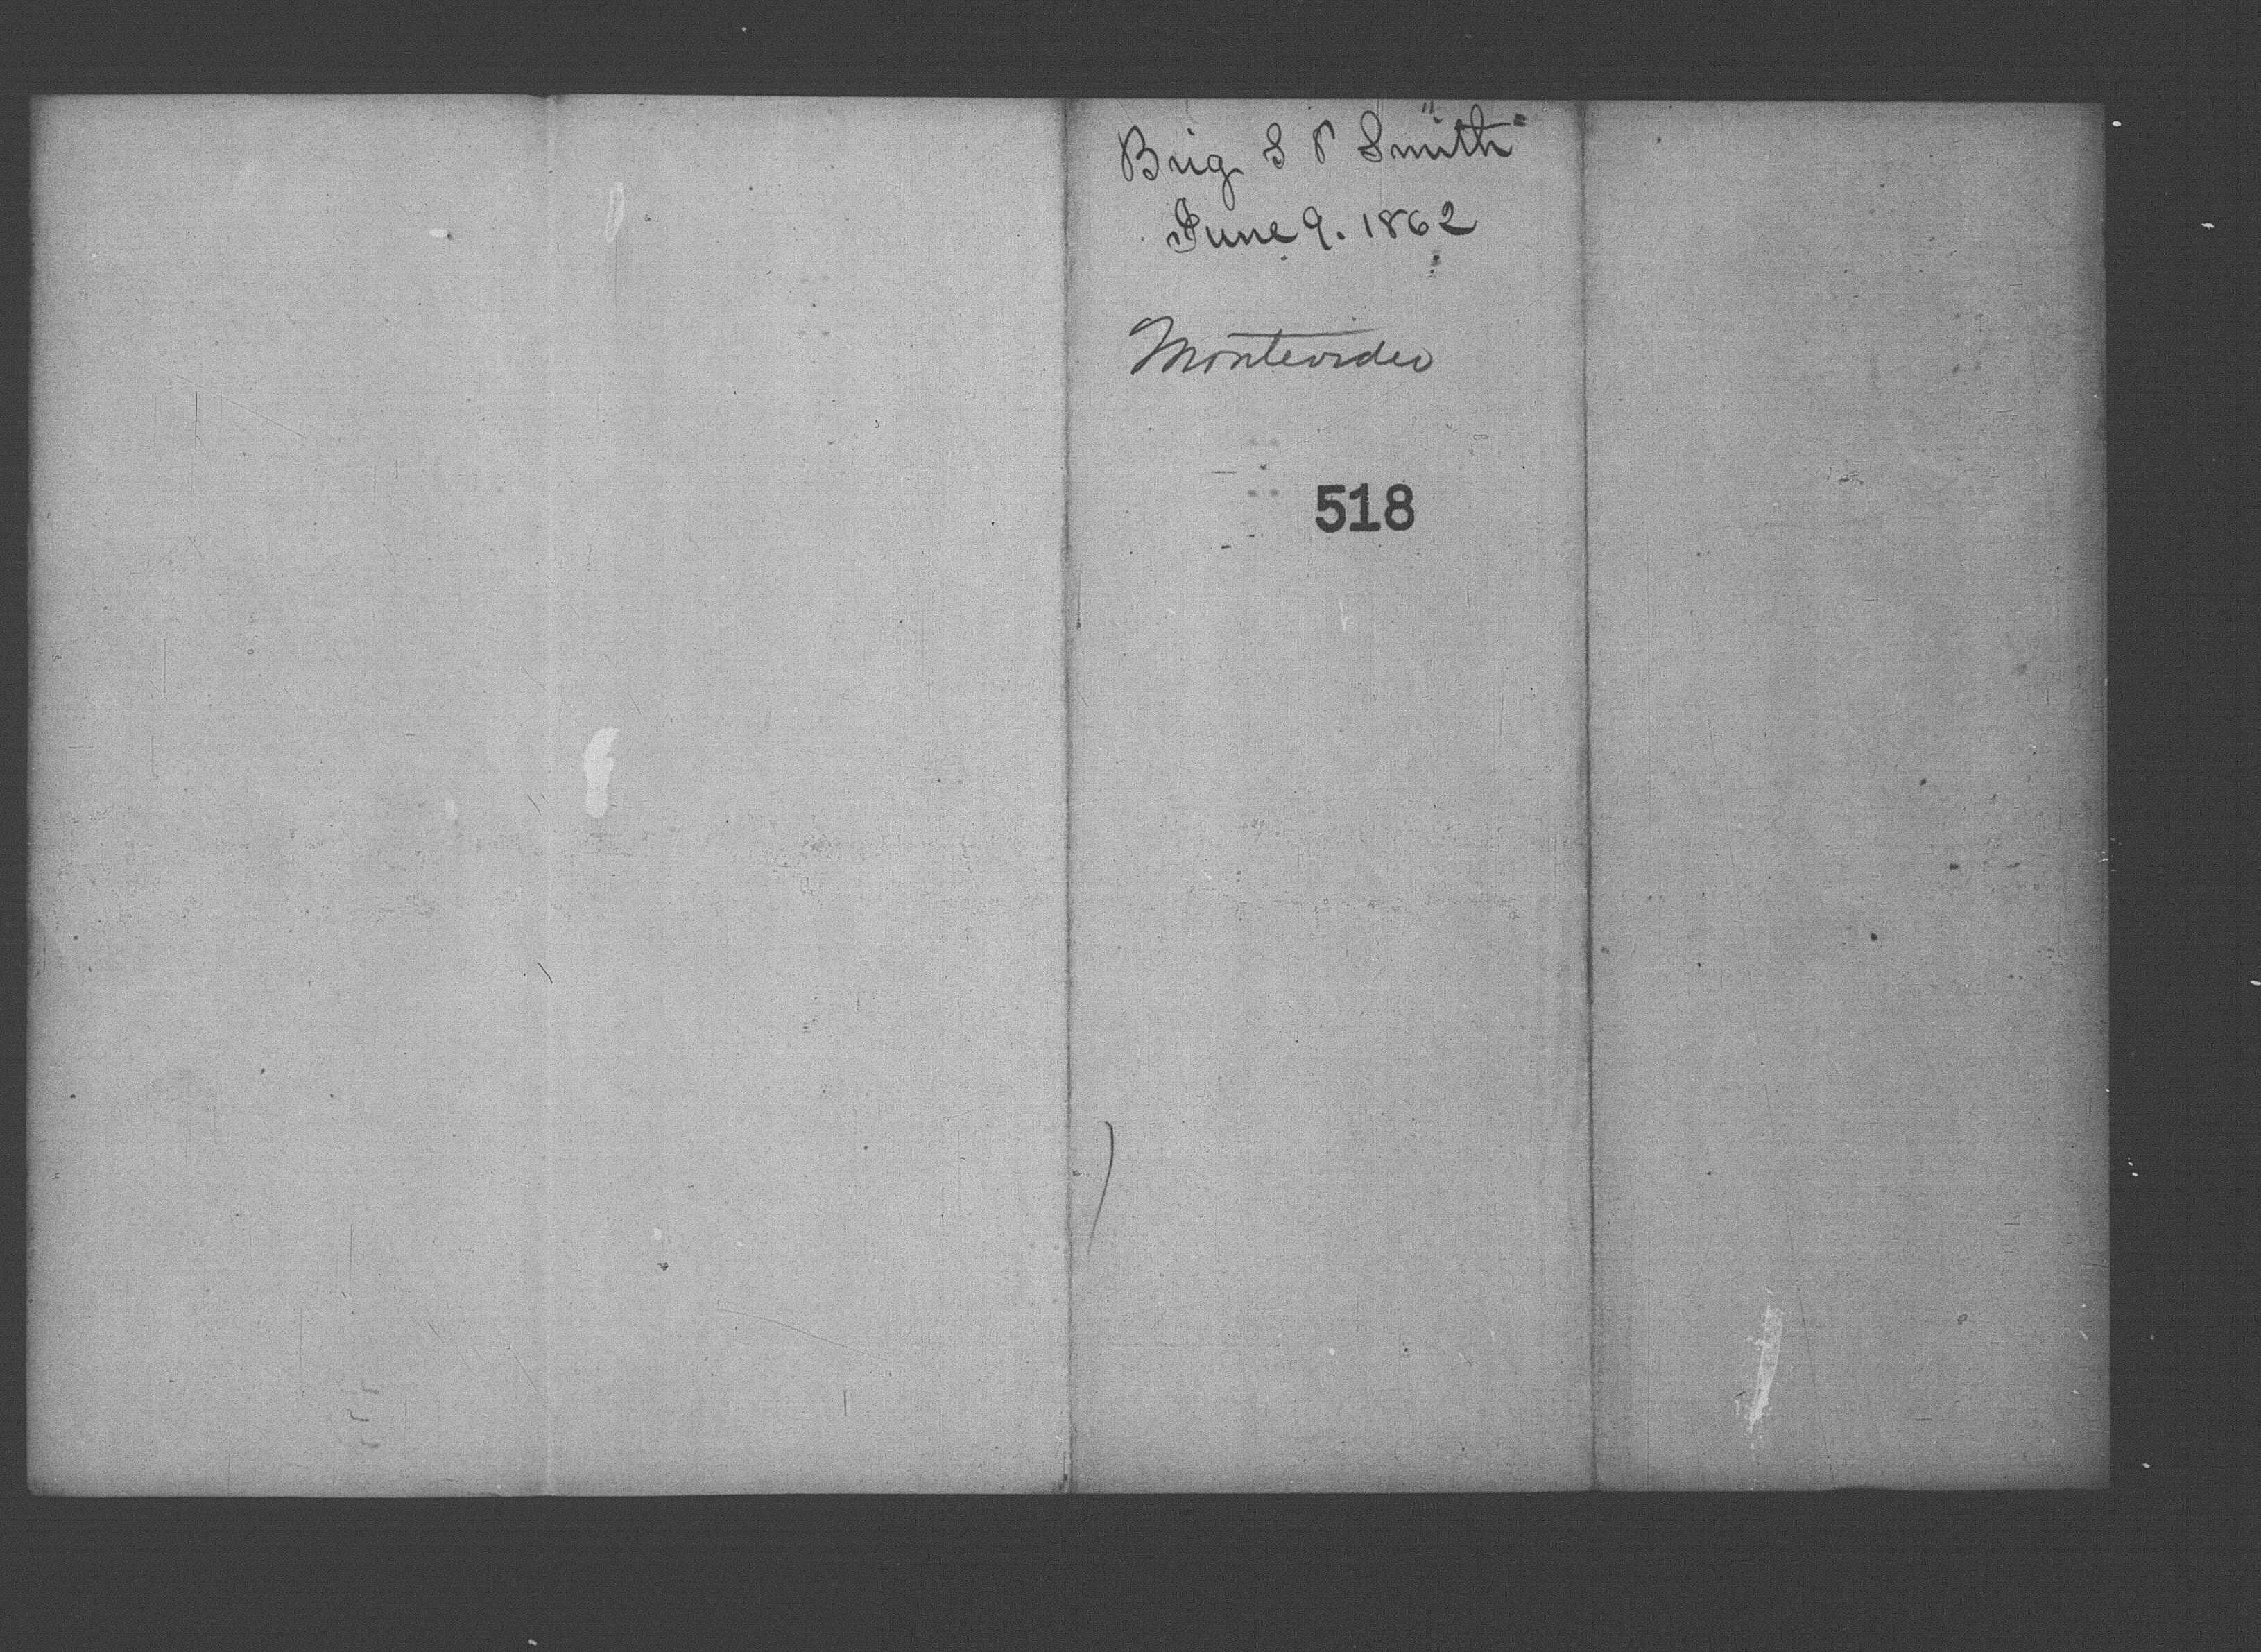 Brig S P Smith"
June 9. 1862
Montevideo
518